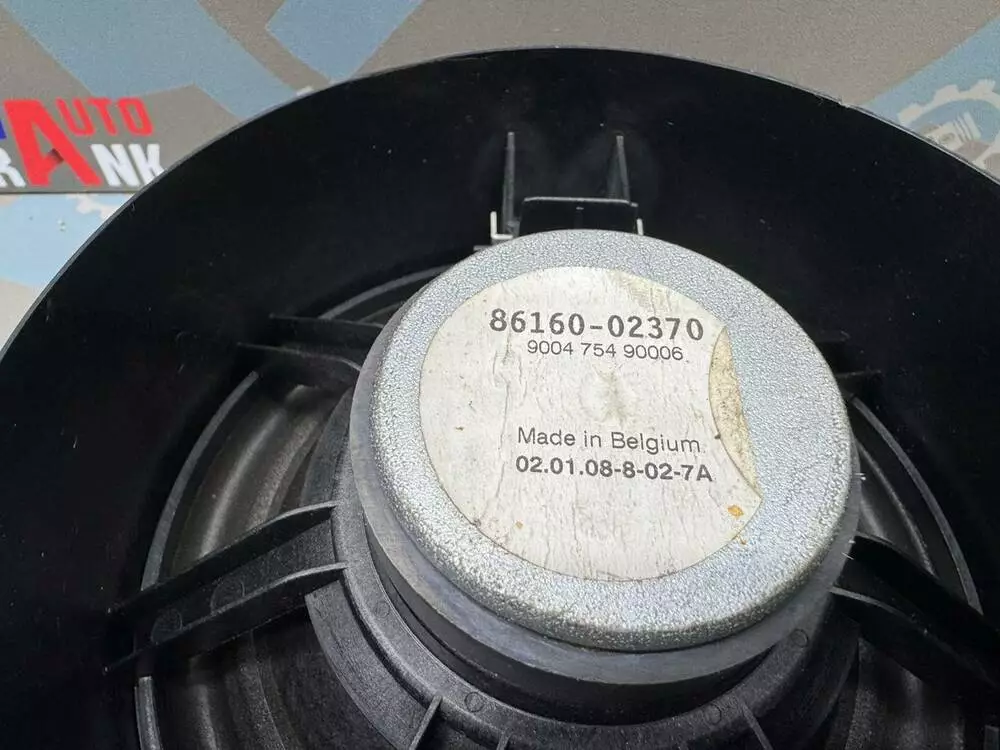 AUTO
RANK
86160-02370
9004 754 90006
Made in Belgium
02.01.08-8-02-7A